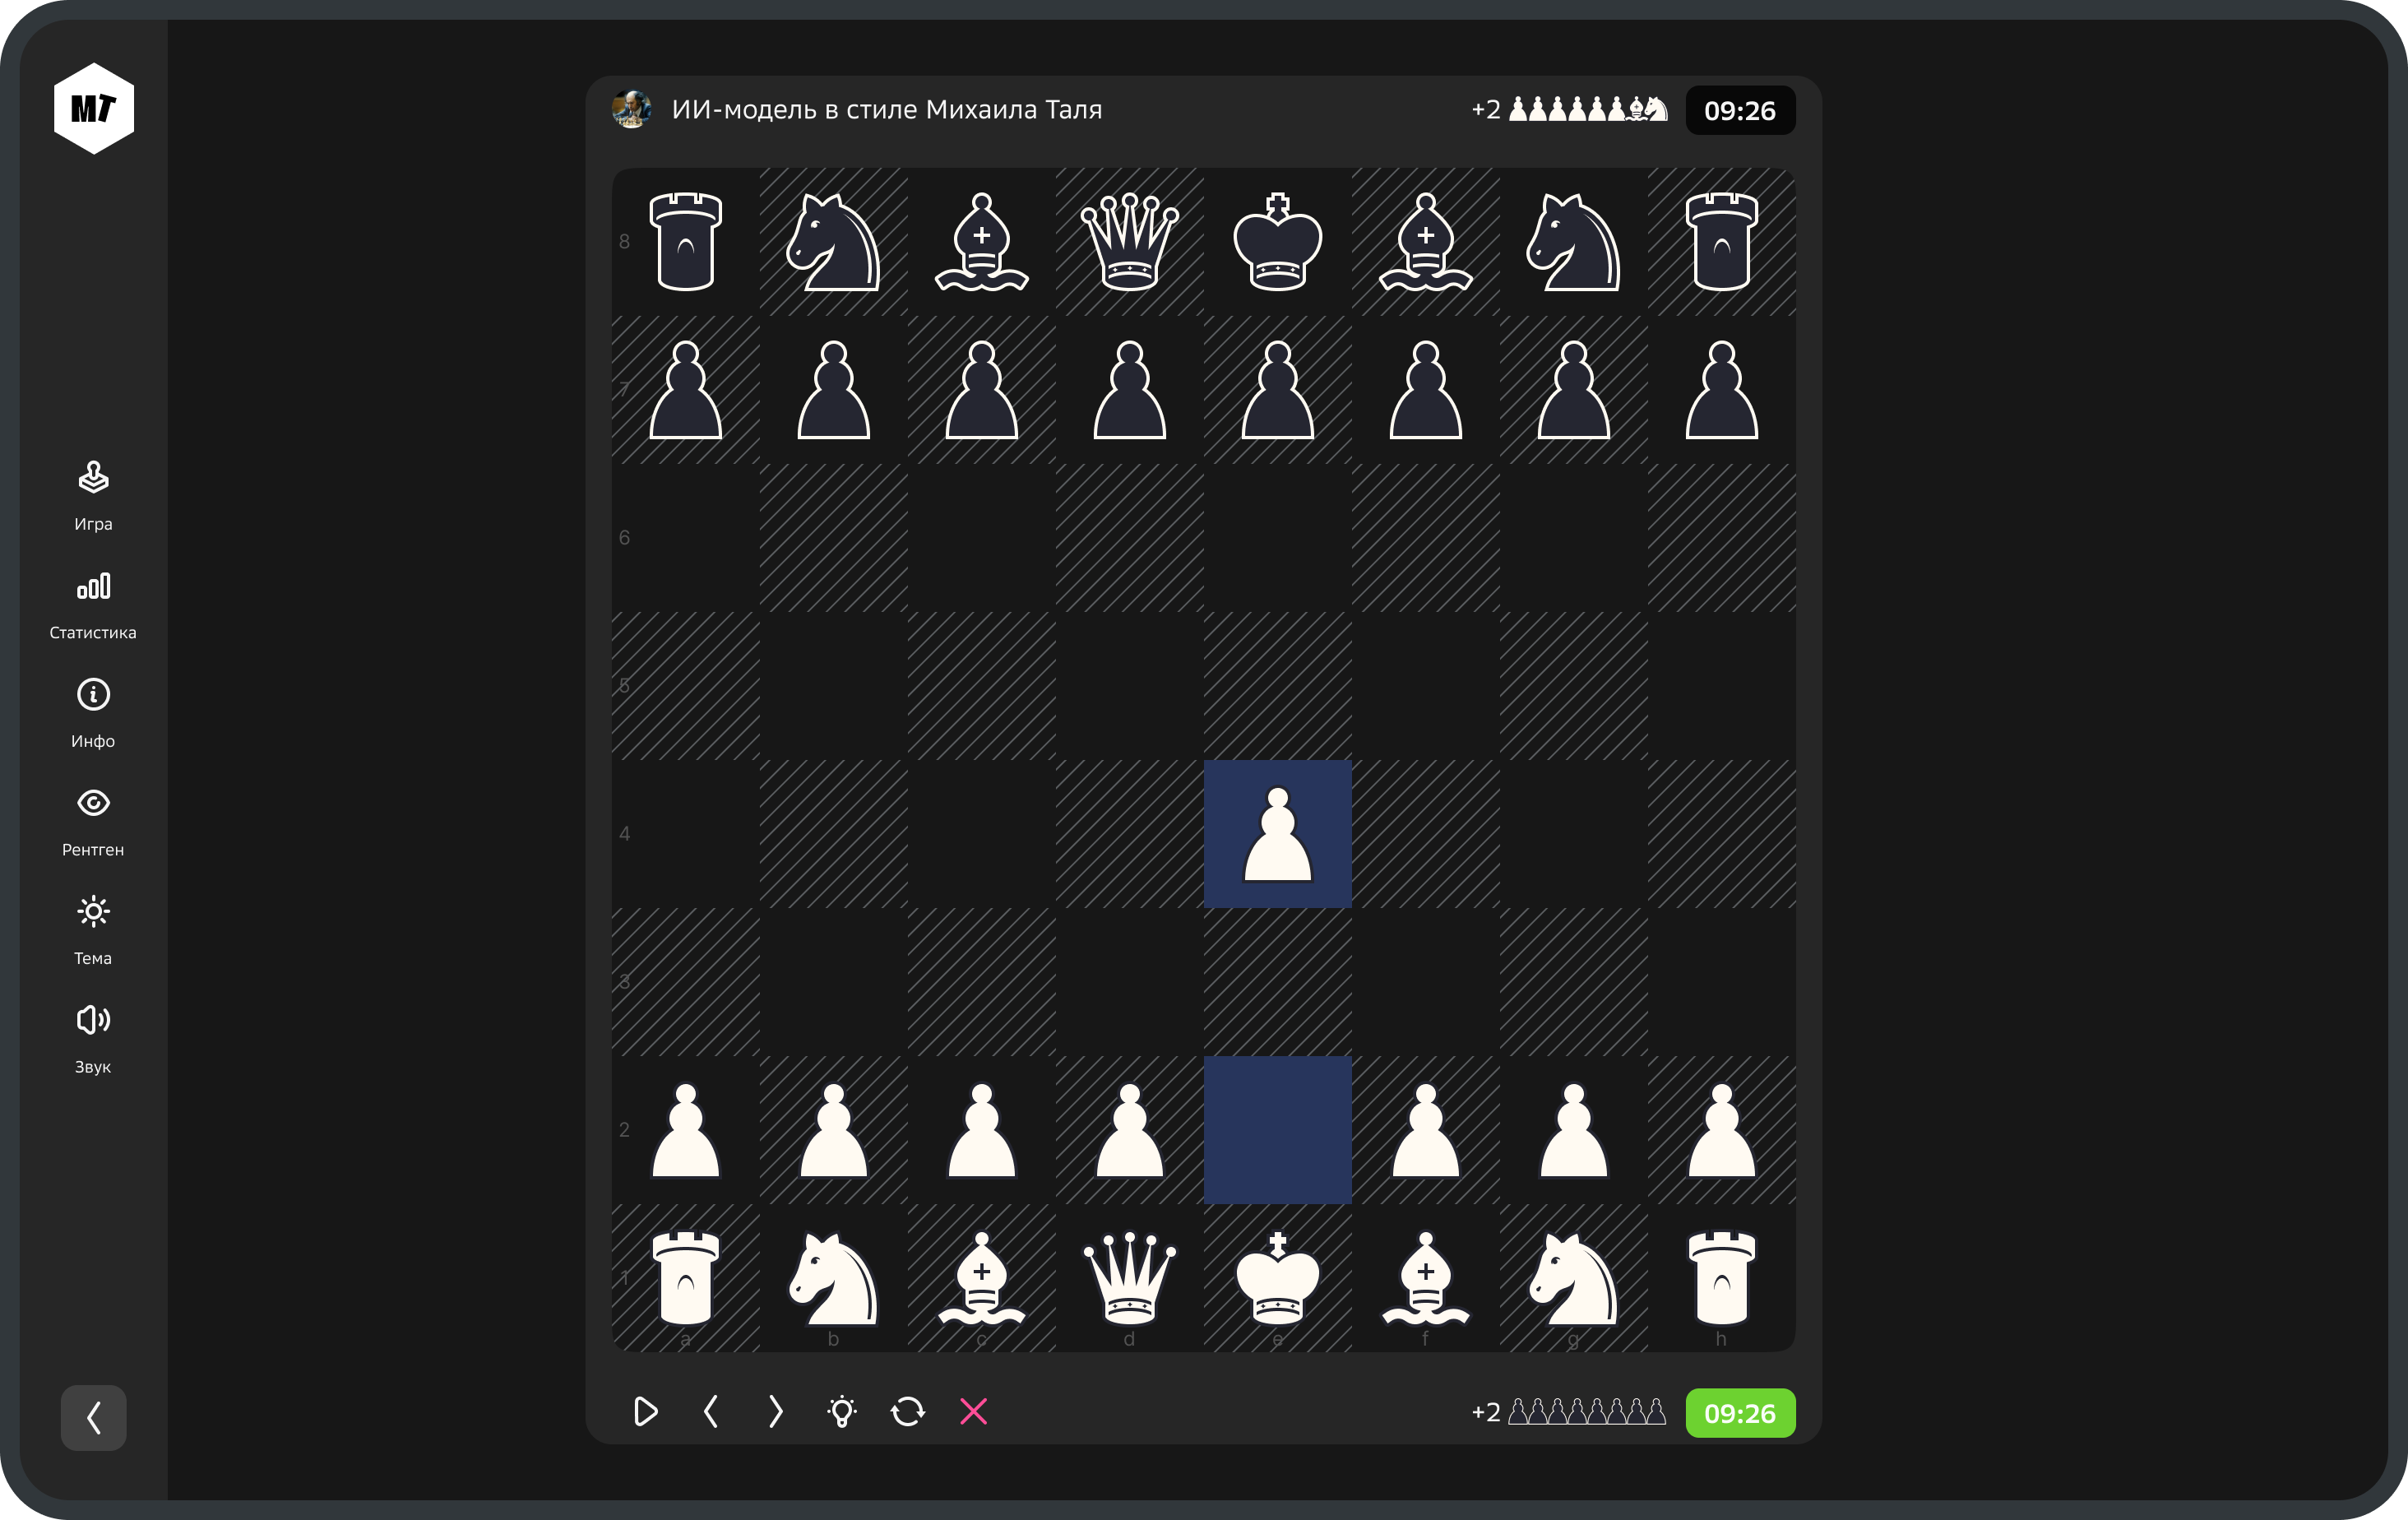 МТ
ИИ-модель в стиле Михаила Таля
+2
09:26
8
7
6
5
4
3
2
1
a b c d e f g h
Игра
Статистика
Инфо
Рентген
Тема
Звук
+2
09:26